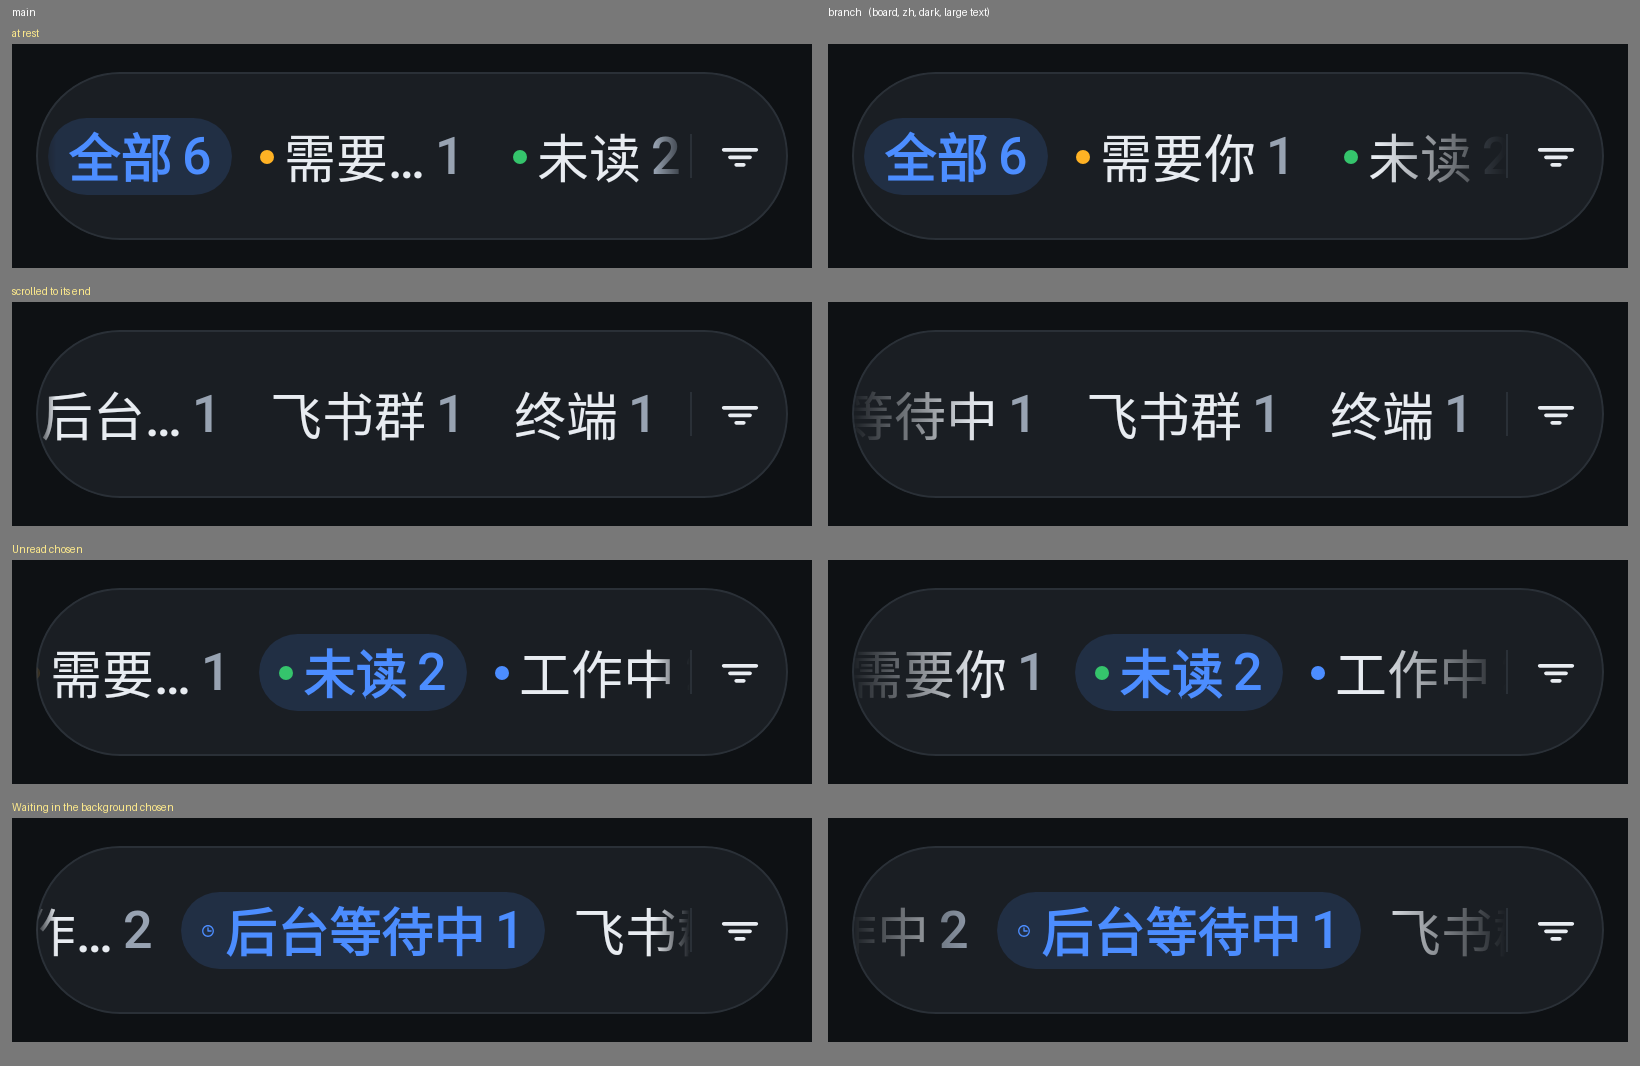 main
branch (board, zh, dark, large text)
at rest
全部 6 需要... 1 未读 2
全部 6 需要你 1 未读 2
scrolled to its end
后台... 1 飞书群 1 终端 1
等待中 1 飞书群 1 终端 1
Unread chosen
需要... 1 未读 2 工作中
需要你 1 未读 2 工作中
Waiting in the background chosen
作... 2 后台等待中 1 飞书
作中 2 后台等待中 1 飞书